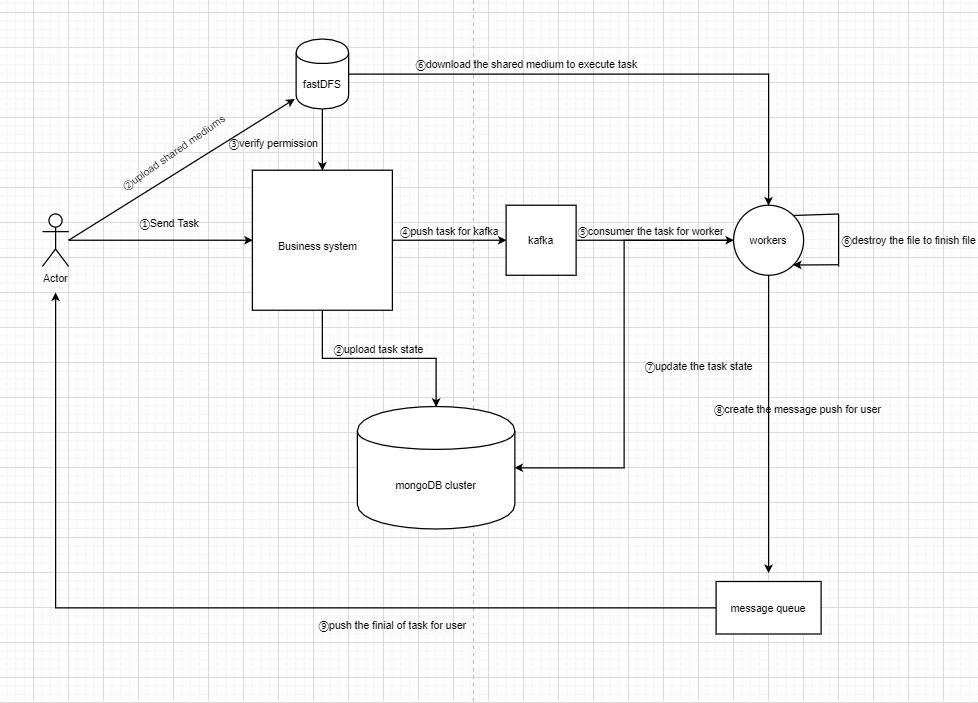 ⑥download the shared medium to execute task
fastDFS
②upload shared mediums
③verify permission
①Send Task
Business system
④push task for kafka
kafka
⑤consumer the task for worker
workers
⑥destroy the file to finish file
Actor
②upload task state
⑦update the task state
⑧create the message push for user
mongoDB cluster
message queue
⑨push the finial of task for user